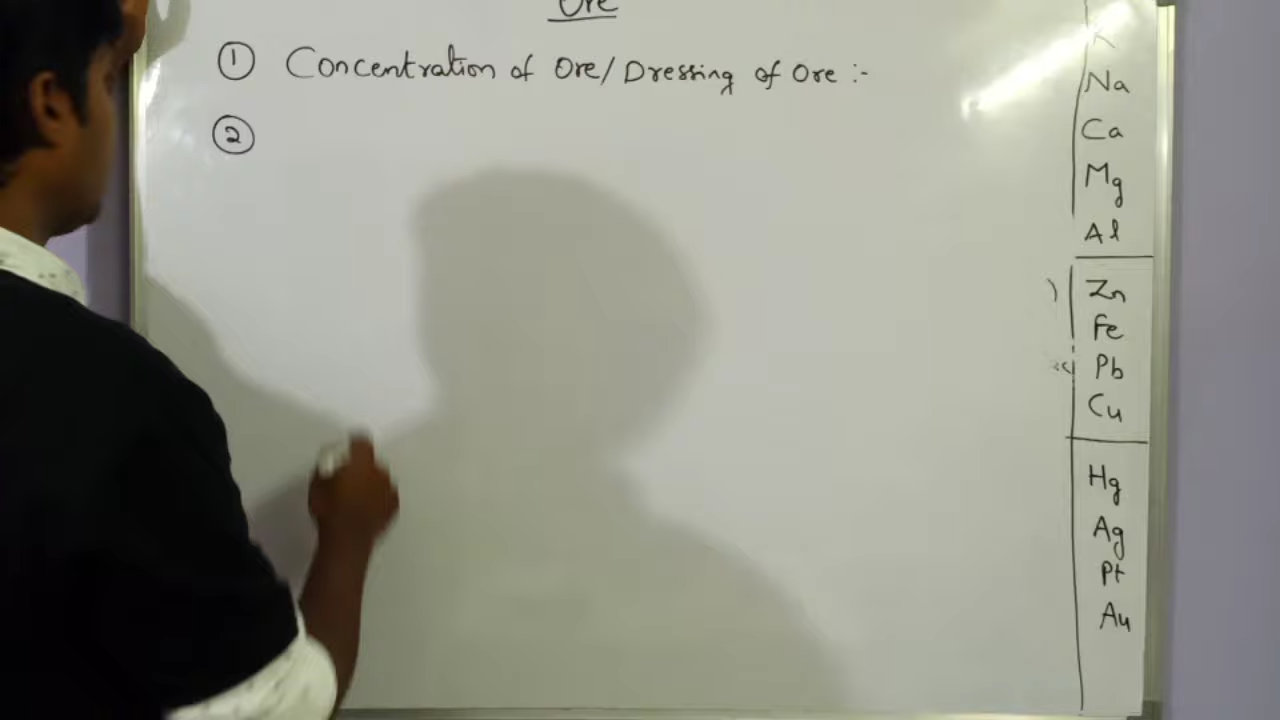 Ore
① Concentration of Ore/Dressing of Ore :-
②
K
Na
Ca
Mg
Al
Zn
Fe
Pb
Cu
Hg
Ag
Pt
Au